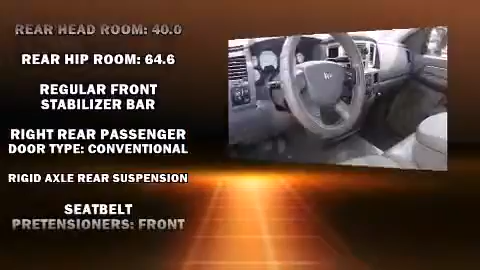 REAR HEAD ROOM: 40.0
REAR HIP ROOM: 64.6
REGULAR FRONT
STABILIZER BAR
RIGHT REAR PASSENGER
DOOR TYPE: CONVENTIONAL
RIGID AXLE REAR SUSPENSION
SEATBELT
PRETENSIONERS: FRONT